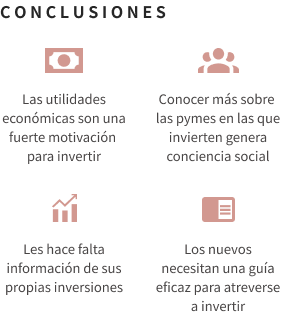 CONCLUSIONES
Las utilidades
económicas son una
fuerte motivación
para invertir
Conocer más sobre
las pymes en las que
invierten genera
conciencia social
Les hace falta
información de sus
propias inversiones
Los nuevos
necesitan una guía
eficaz para atreverse
a invertir